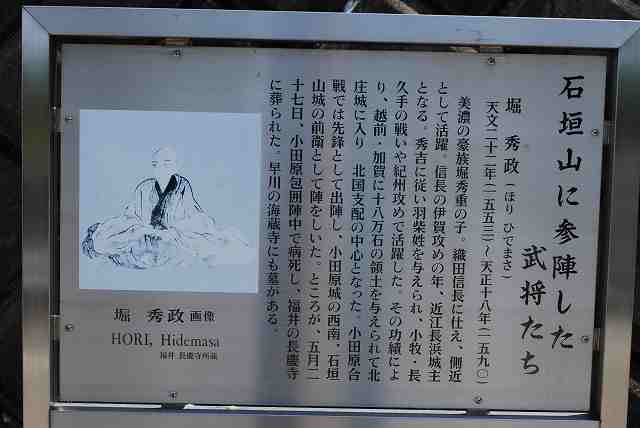 石垣山に参陣した
武将たち
堀 秀政(ほり ひでまさ)
天文二十二年(一五五三)~天正十八年(一五九〇)
美濃の豪族堀秀重の子。織田信長に仕え、側近
として活躍。信長の伊賀攻めの年、近江長浜城主
となる。秀吉に従い羽柴姓を与えられ、小牧・長
久手の戦いや紀州攻めで活躍した。その功績によ
り、越前・加賀に十八万石の領土を与えられて北
庄城に入り 北国支配の中心となった。小田原合
戦では先鋒として出陣し、小田原城の西南、石垣
山城の前衛として陣をしいた。ところが、五月二
十七日、小田原包囲陣中で病死し、福井の長慶寺
に葬られた。早川の海蔵寺にも墓がある。
堀 秀政 画像
HORI, Hidemasa
福井 長慶寺所蔵